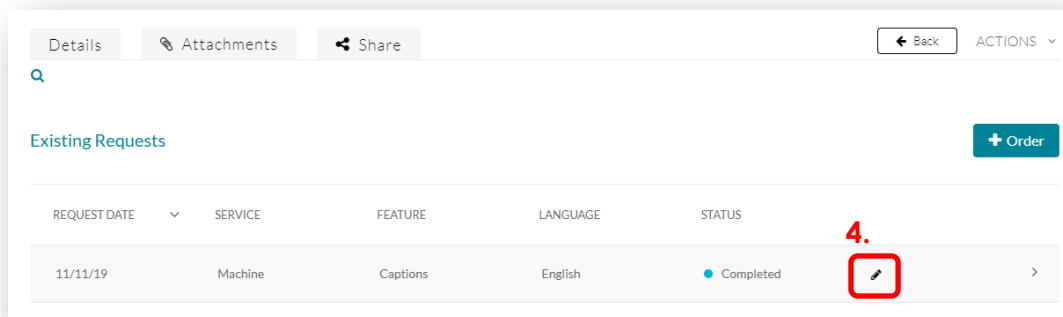 Details Attachments Share Back ACTIONS
Existing Requests
+ Order
REQUEST DATE SERVICE FEATURE LANGUAGE STATUS
4.
11/11/19 Machine Captions English Completed